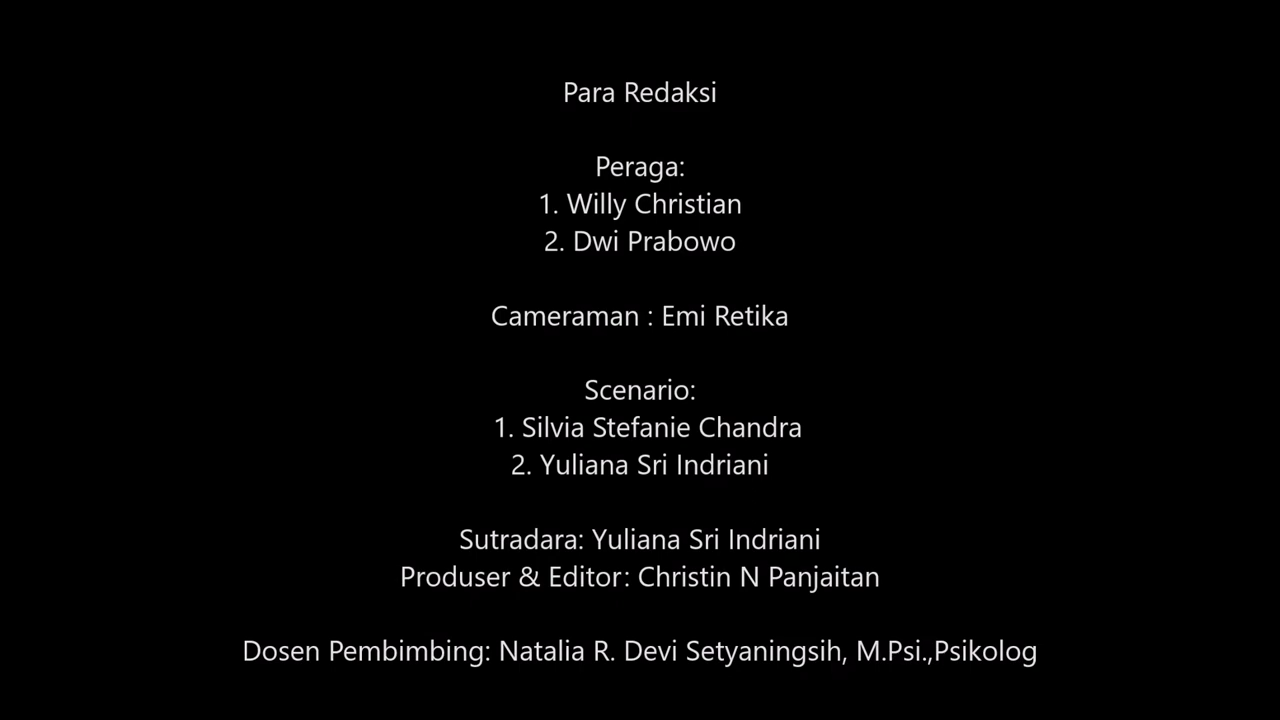 Para Redaksi
Peraga:
1. Willy Christian
2. Dwi Prabowo
Cameraman : Emi Retika
Scenario:
1. Silvia Stefanie Chandra
2. Yuliana Sri Indriani
Sutradara: Yuliana Sri Indriani
Produser & Editor: Christin N Panjaitan
Dosen Pembimbing: Natalia R. Devi Setyaningsih, M.Psi.,Psikolog